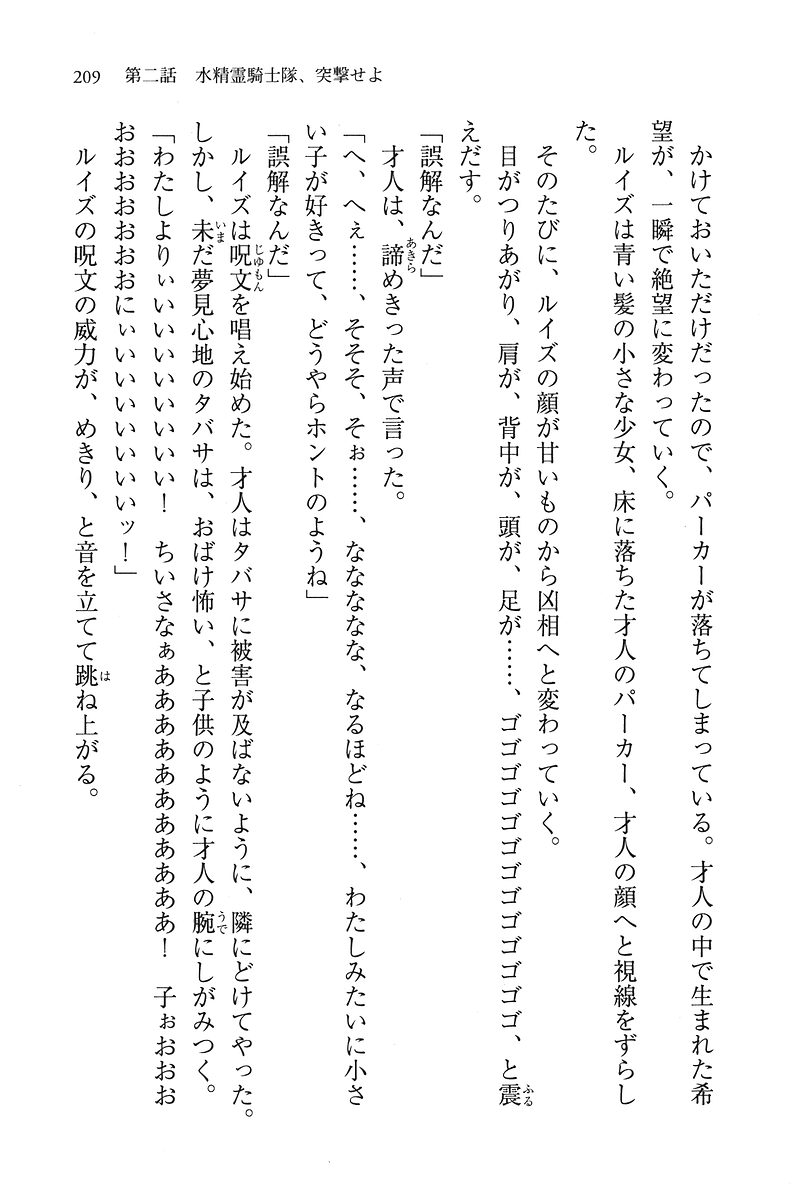 209　第二話　水精霊騎士隊、突撃せよ
　かけておいただけだったので、パーカーが落ちてしまっている。才人の中で生まれた希
望が、一瞬で絶望に変わっていく。
　ルイズは青い髪の小さな少女、床に落ちた才人のパーカー、才人の顔へと視線をずらし
た。
　そのたびに、ルイズの顔が甘いものから凶相へと変わっていく。
　目がつりあがり、肩が、背中が、頭が、足が……、ゴゴゴゴゴゴゴゴゴゴゴゴゴ、と震
えだす。
「誤解なんだ」
　才人は、諦めきった声で言った。
「へ、へぇ……、そそそ、そぉ……、なななななな、なるほどね……、わたしみたいに小さ
い子が好きって、どうやらホントのようね」
「誤解なんだ」
　ルイズは呪文を唱え始めた。才人はタバサに被害が及ばないように、隣にどけてやった。
しかし、未だ夢見心地のタバサは、おばけ怖い、と子供のように才人の腕にしがみつく。
「わたしよりぃいいいいいいいい！　ちいさなぁあああああああああああ！　子ぉおおお
おおおおおおおにぃいいいいいいいいッ！」
　ルイズの呪文の威力が、めきり、と音を立てて跳ね上がる。